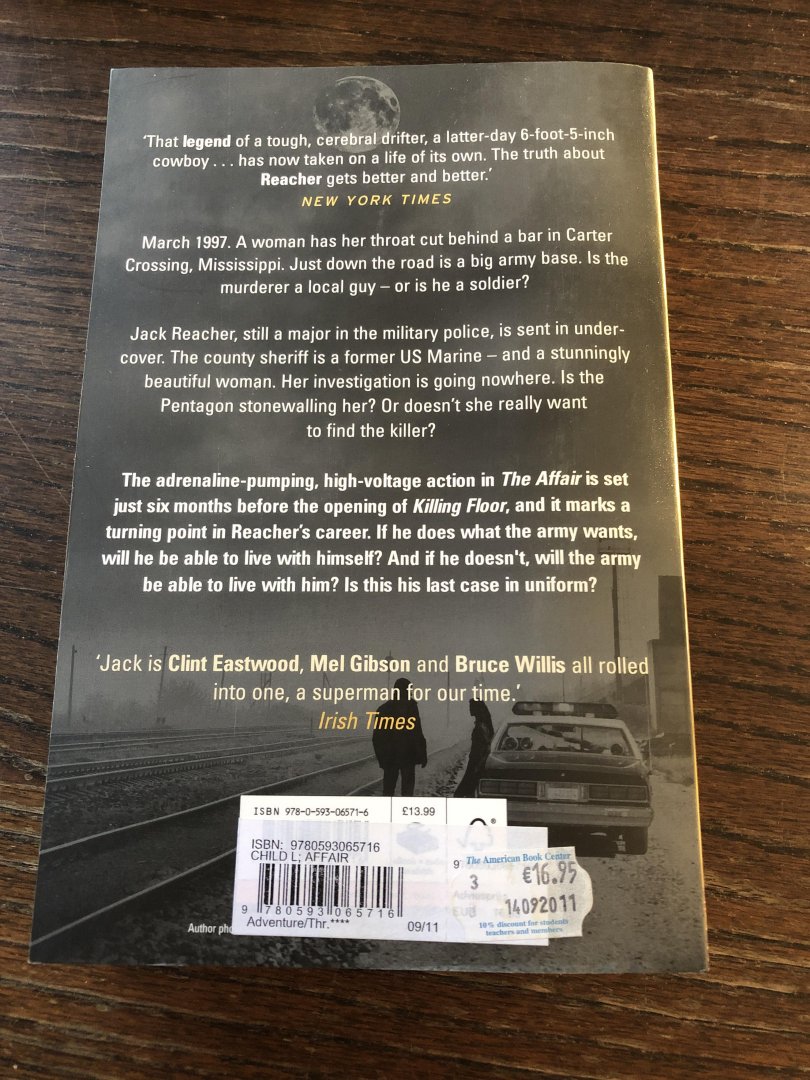 ‘That legend of a tough, cerebral drifter, a latter-day 6-foot-5-inch
cowboy . . . has now taken on a life of its own. The truth about
Reacher gets better and better.’
NEW YORK TIMES
March 1997. A woman has her throat cut behind a bar in Carter
Crossing, Mississippi. Just down the road is a big army base. Is the
murderer a local guy – or is he a soldier?
Jack Reacher, still a major in the military police, is sent in under-
cover. The county sheriff is a former US Marine – and a stunningly
beautiful woman. Her investigation is going nowhere. Is the
Pentagon stonewalling her? Or doesn’t she really want
to find the killer?
The adrenaline-pumping, high-voltage action in The Affair is set
just six months before the opening of Killing Floor, and it marks a
turning point in Reacher’s career. If he does what the army wants,
will he be able to live with himself? And if he doesn't, will the army
be able to live with him? Is this his last case in uniform?
‘Jack is Clint Eastwood, Mel Gibson and Bruce Willis all rolled
into one, a superman for our time.’
Irish Times
ISBN 978-0-593-06571-6
£13.99
ISBN: 9780593065716
CHILD L; AFFAIR
9 780593 065716
Adventure/Thr.****
09/11
9
3
EUR
The American Book Center
€16.95
14092011
10% discount for students
teachers and members
Author pho